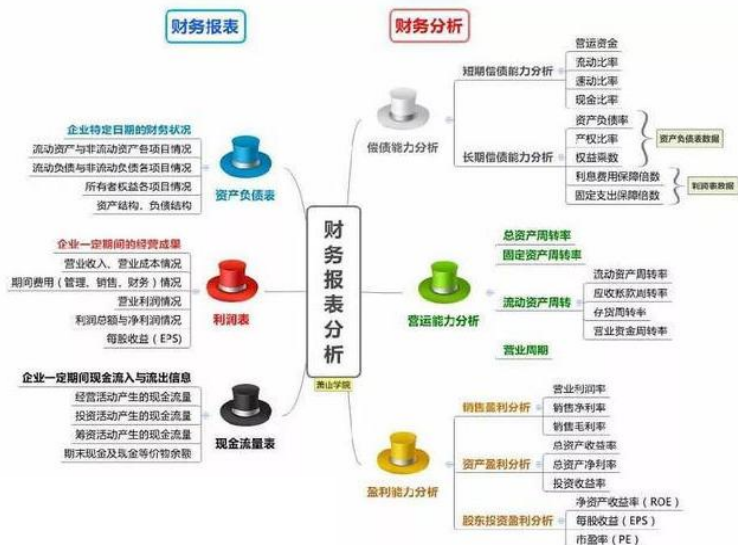 财务报表
财务分析
企业特定日期的财务状况
流动资产与非流动资产各项目情况
流动负债与非流动负债各项目情况
所有者权益各项目情况
资产结构、负债结构
资产负债表
企业一定期间的经营成果
营业收入、营业成本情况
期间费用（管理、销售、财务）情况
营业利润情况
利润总额与净利润情况
每股收益（EPS)
利润表
企业一定期间现金流入与流出信息
经营活动产生的现金流量
投资活动产生的现金流量
筹资活动产生的现金流量
期末现金及现金等价物余额
现金流量表
财务报表分析
萧山学院
偿债能力分析
短期偿债能力分析
营运资金
流动比率
速动比率
现金比率
长期偿债能力分析
资产负债率
产权比率
权益乘数
资产负债表数据
利息费用保障倍数
固定支出保障倍数
利润表数据
营运能力分析
总资产周转率
固定资产周转率
流动资产周转
流动资产周转率
应收账款周转率
存货周转率
营业资金周转率
营业周期
盈利能力分析
销售盈利分析
营业利润率
销售净利率
销售毛利率
资产盈利分析
总资产收益率
总资产净利率
投资收益率
股东投资盈利分析
净资产收益率（ROE）
每股收益（EPS）
市盈率（PE）